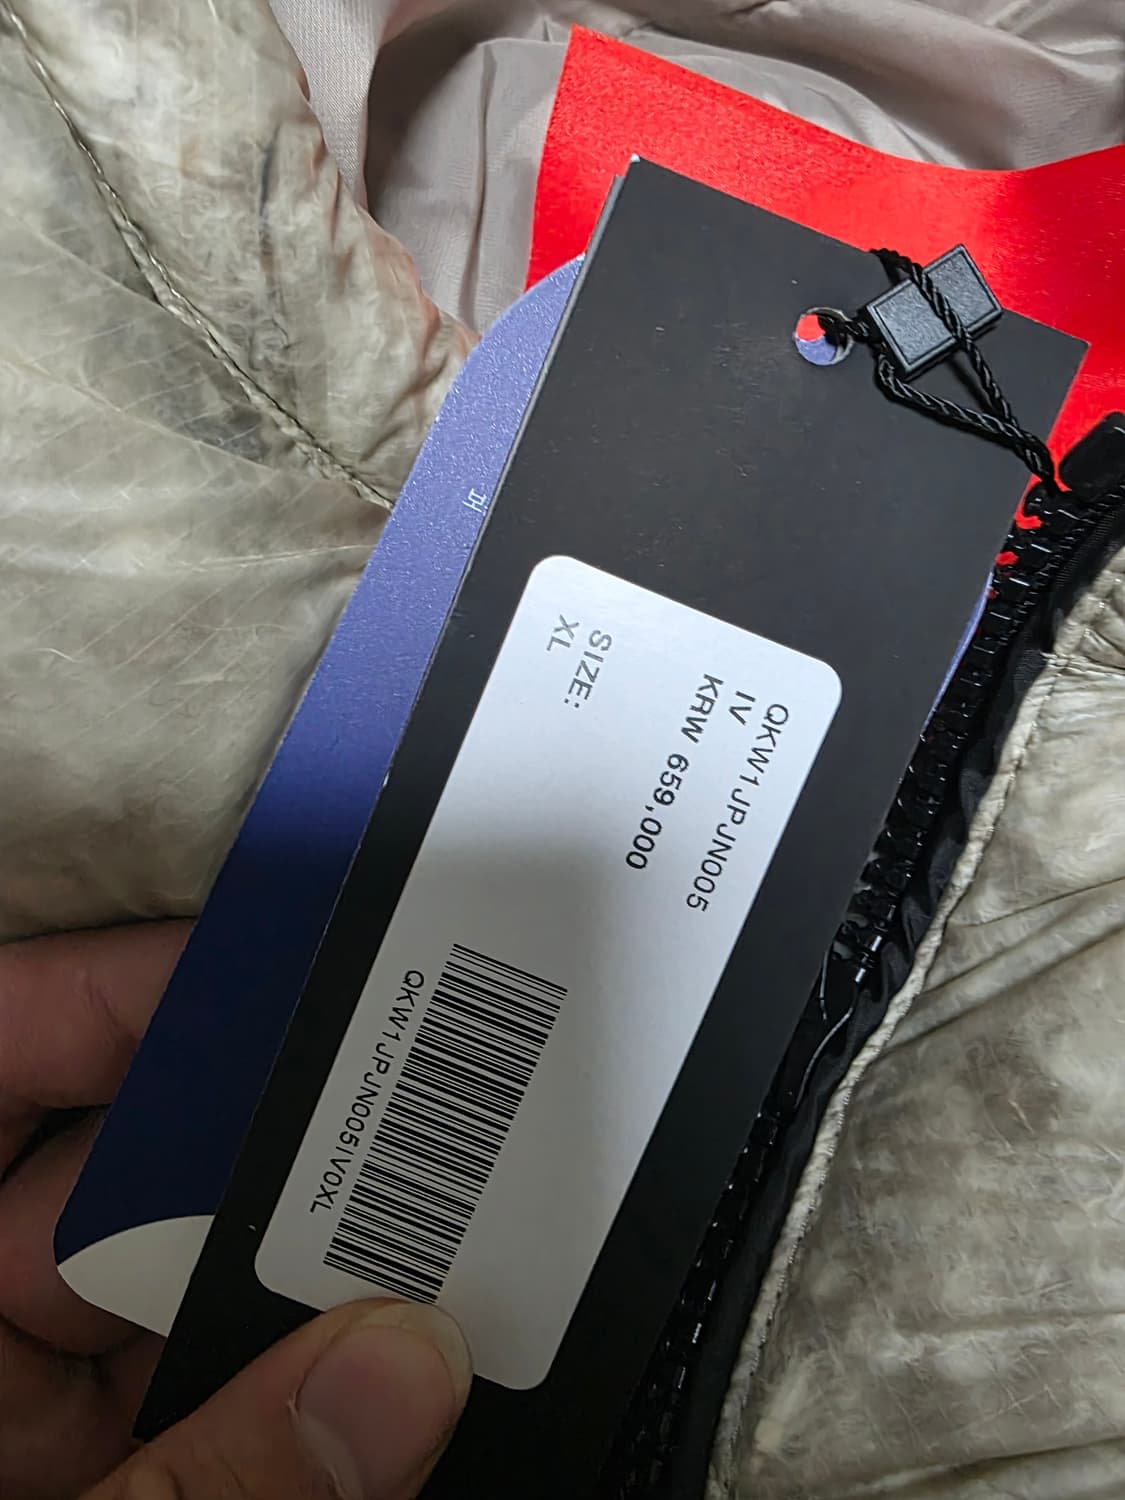 QKW1JPJN005
IV
KRW 659,000
SIZE:
XL
QKW1JPJN005IV0XL